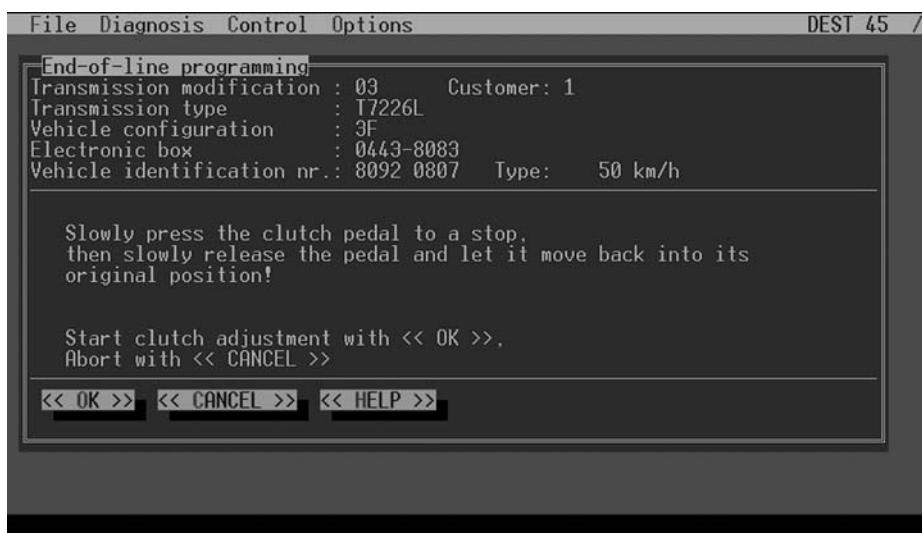 File Diagnosis Control Options DEST 45 /
End-of-line programming
Transmission modification : 03 Customer: 1
Transmission type : T7226L
Vehicle configuration : 3F
Electronic box : 0443-8083
Vehicle identification nr.: 8092 0807 Type: 50 km/h
Slowly press the clutch pedal to a stop,
then slowly release the pedal and let it move back into its
original position!
Start clutch adjustment with << OK >>,
Abort with << CANCEL >>
<< OK >> << CANCEL >> << HELP >>